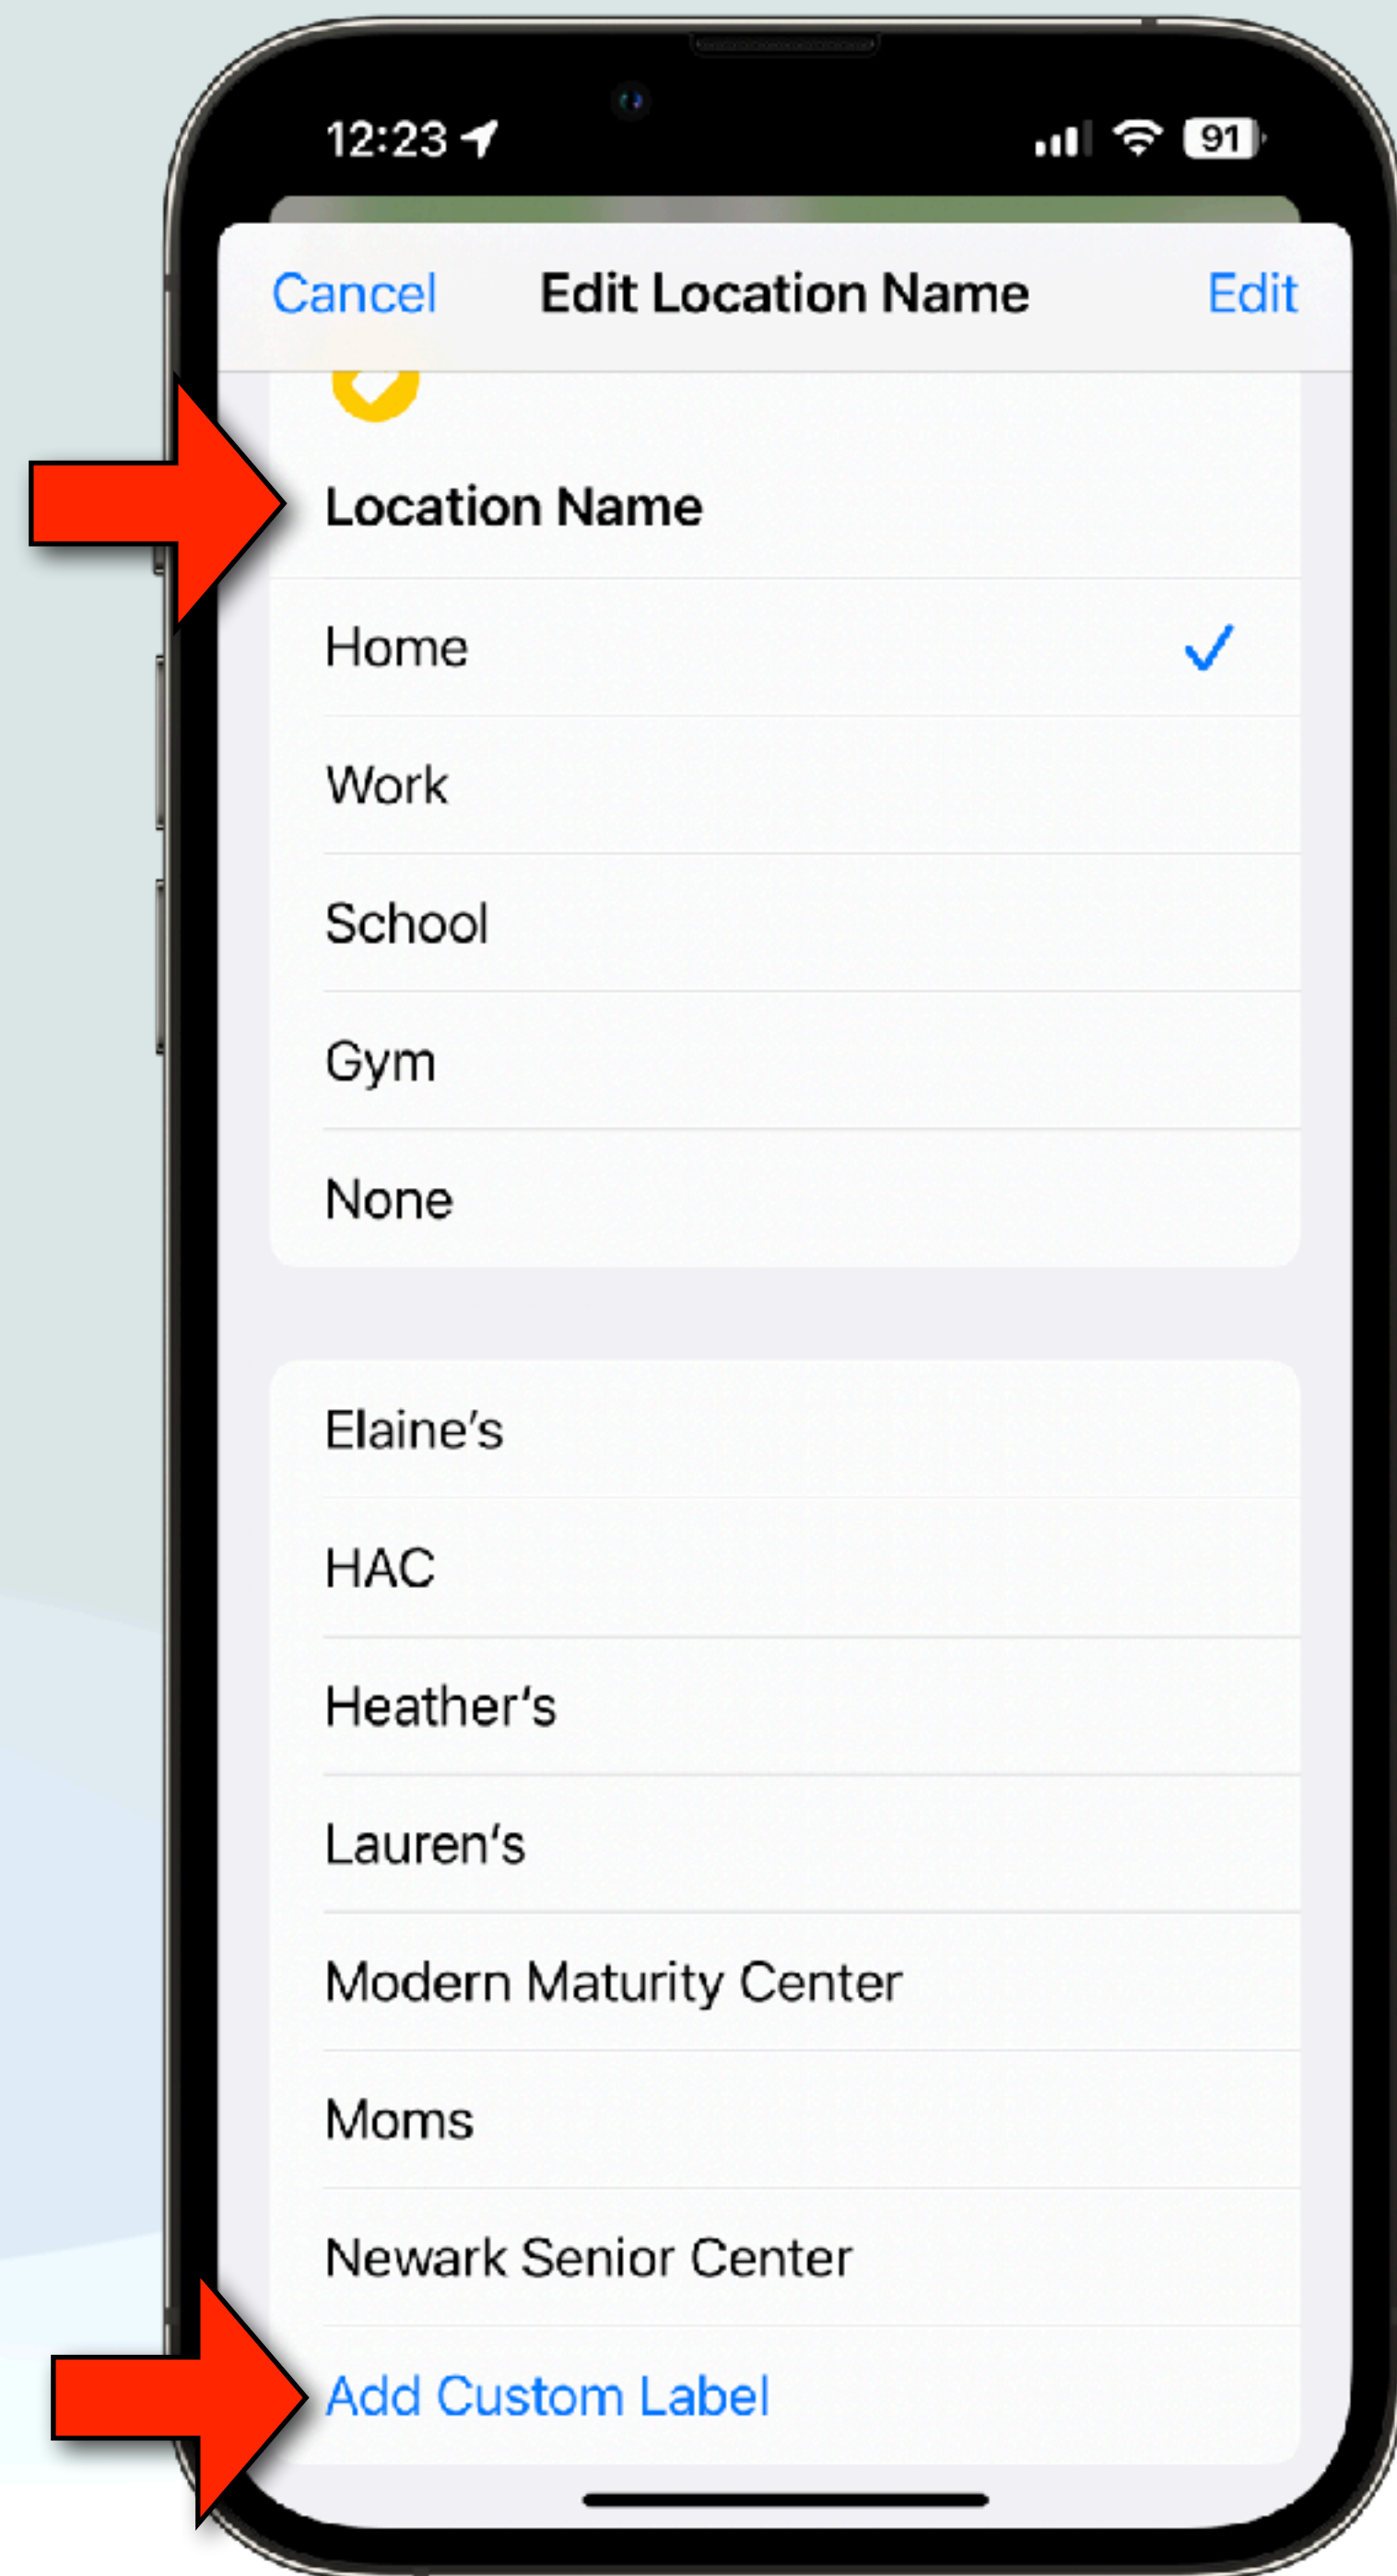 12:23
91
Cancel Edit Location Name Edit
Location Name
Home
Work
School
Gym
None
Elaine’s
HAC
Heather’s
Lauren’s
Modern Maturity Center
Moms
Newark Senior Center
Add Custom Label